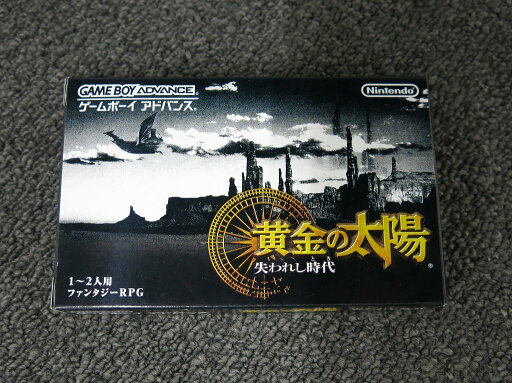 GAME BOY ADVANCE
ゲームボーイ アドバンス
Nintendo
黄金の太陽
とき
失われし時代
1〜2人用
ファンタジーRPG